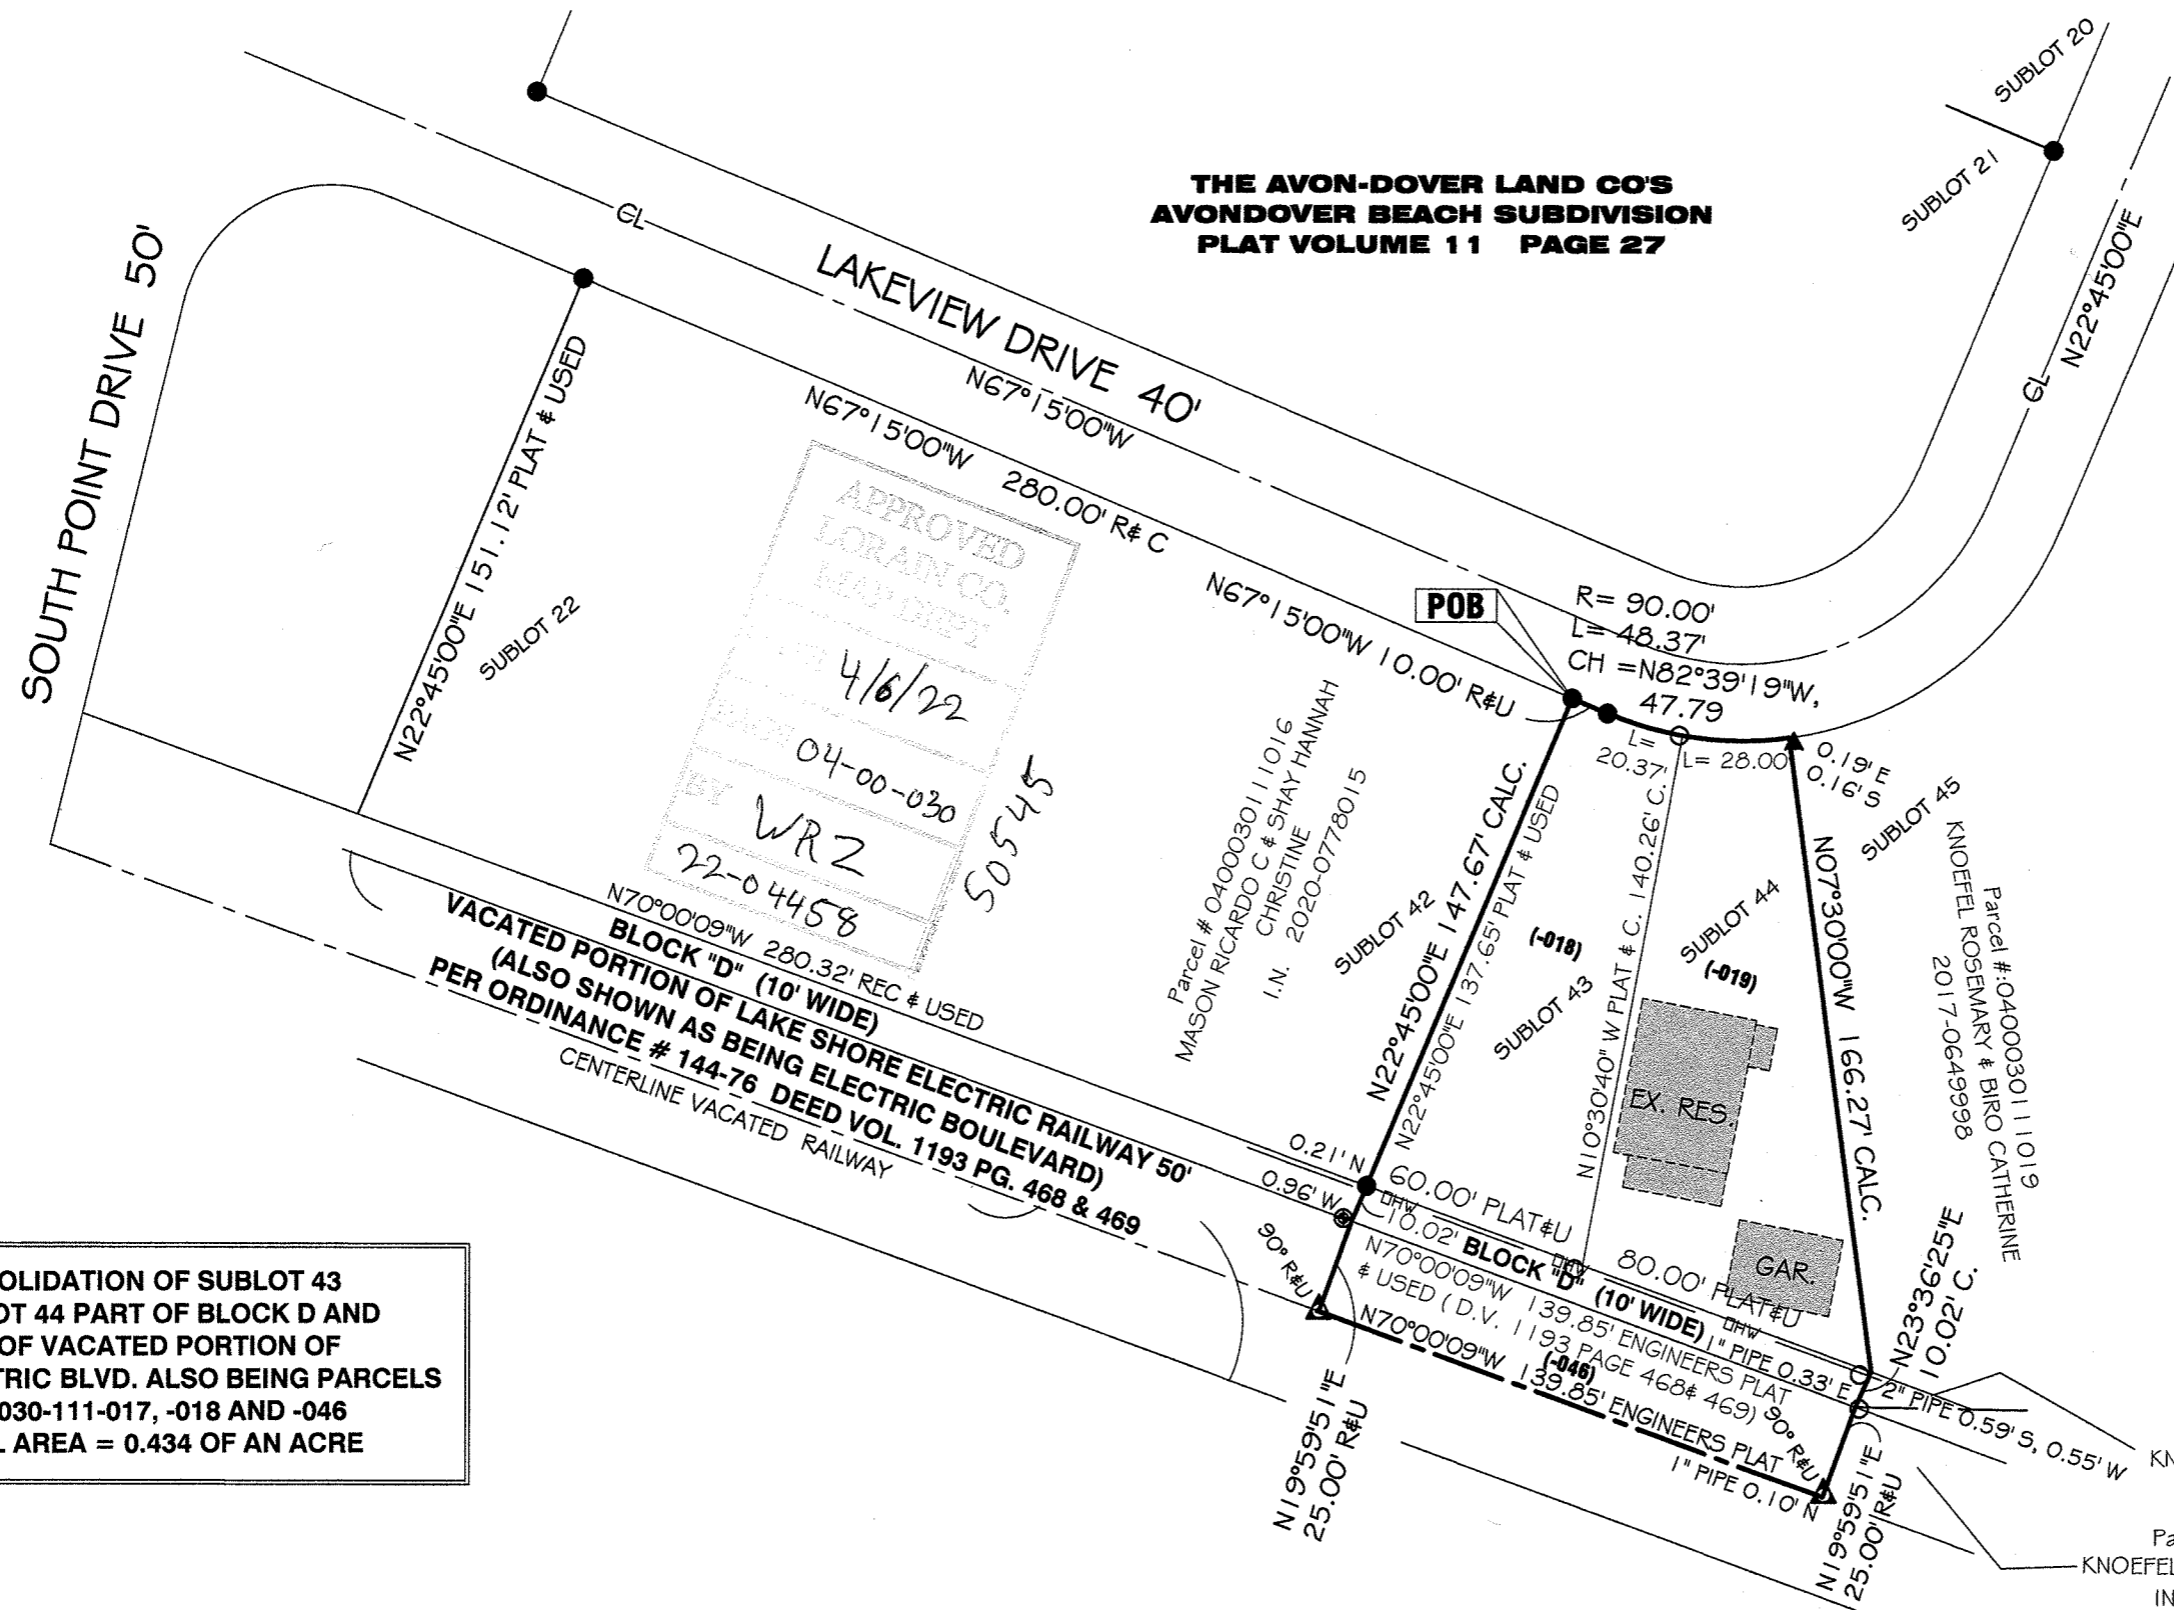 SUBLOT 20
SUBLOT 21
THE AVON-DOVER LAND CO'S
AVONDOVER BEACH SUBDIVISION
PLAT VOLUME 11 PAGE 27
CL
CL
N22°45'00"E
SOUTH POINT DRIVE 50'
LAKEVIEW DRIVE 40'
N67°15'00"W
N67°15'00"W 280.00' R& C
N22°45'00"E 151.12' PLAT & USED
SUBLOT 22
APPROVED
LORAIN CO.
MAP DEPT
4/6/22
PAGE 04-00-030
BY WRZ
22-04458
505545
N67°15'00"W 10.00' R&U
POB
R= 90.00'
L= 48.37'
CH =N82°39'19"W,
47.79
L=
20.37'
L= 28.00'
0.19' E
0.16' S
SUBLOT 45
Parcel # 0400030111016
MASON RICARDO C & SHAY HANNAH
CHRISTINE
I.N. 2020-0778015
SUBLOT 42
N22°45'00"E 147.67' CALC.
N22°45'00"E 137.65' PLAT & USED
(-018)
SUBLOT 43
N10°30'40" W PLAT & C. 140.26' C.
SUBLOT 44
(-019)
EX. RES.
GAR.
N07°30'00"W 166.27' CALC.
Parcel #:0400030111019
KNOEFEL ROSEMARY & BIRO CATHERINE
2017-0649998
N70°00'09"W 280.32' REC & USED
BLOCK "D" (10' WIDE)
VACATED PORTION OF LAKE SHORE ELECTRIC RAILWAY 50'
(ALSO SHOWN AS BEING ELECTRIC BOULEVARD)
PER ORDINANCE # 144-76 DEED VOL. 1193 PG. 468 & 469
CENTERLINE VACATED RAILWAY
0.21' N
0.96' W
90° R&U
OHW
60.00' PLAT&U
10.02'
BLOCK "D" (10' WIDE)
OHW
80.00' PLAT&U
OHW
N70°00'09"W 139.85' ENGINEERS PLAT
& USED ( D.V. 1193 PAGE 468& 469)
(-046)
N70°00'09"W 139.85' ENGINEERS PLAT
1" PIPE 0.33' E
90° R&U
1" PIPE 0.10' N
N23°36'25"E
10.02' C.
2" PIPE 0.59' S, 0.55' W
N19°59'51"E
25.00' R&U
N19°59'51"E
25.00' R&U
KN
Pa
KNOEFEL
IN
OLIDATION OF SUBLOT 43
OT 44 PART OF BLOCK D AND
OF VACATED PORTION OF
TRIC BLVD. ALSO BEING PARCELS
030-111-017, -018 AND -046
L AREA = 0.434 OF AN ACRE